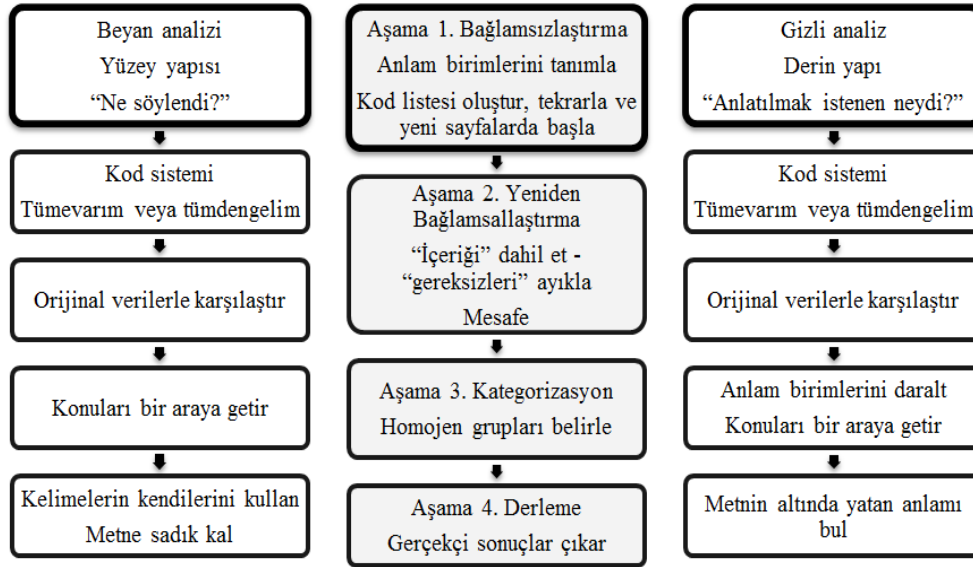 Beyan analizi
Yüzey yapısı
“Ne söylendi?”
Kod sistemi
Tümevarım veya tümdengelim
Orijinal verilerle karşılaştır
Konuları bir araya getir
Kelimelerin kendilerini kullan
Metne sadık kal
Aşama 1. Bağlamsızlaştırma
Anlam birimlerini tanımla
Kod listesi oluştur, tekrarla ve
yeni sayfalarda başla
Aşama 2. Yeniden
Bağlamsallaştırma
“İçeriği” dahil et -
“gereksizleri” ayıkla
Mesafe
Aşama 3. Kategorizasyon
Homojen grupları belirle
Aşama 4. Derleme
Gerçekçi sonuçlar çıkar
Gizli analiz
Derin yapı
“Anlatılmak istenen neydi?”
Kod sistemi
Tümevarım veya tümdengelim
Orijinal verilerle karşılaştır
Anlam birimlerini daralt
Konuları bir araya getir
Metnin altında yatan anlamı
bul